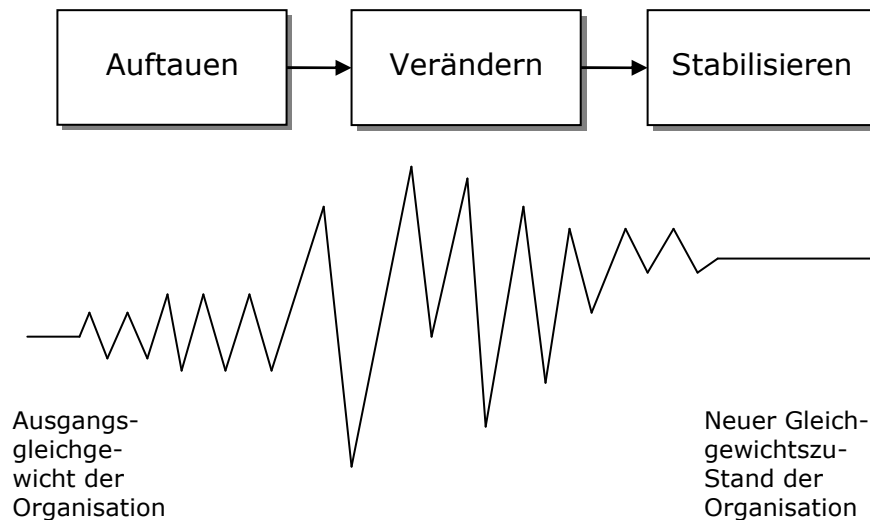 Auftauen
Verändern
Stabilisieren
Ausgangs-
gleichge-
wicht der
Organisation
Neuer Gleich-
gewichtszu-
Stand der
Organisation